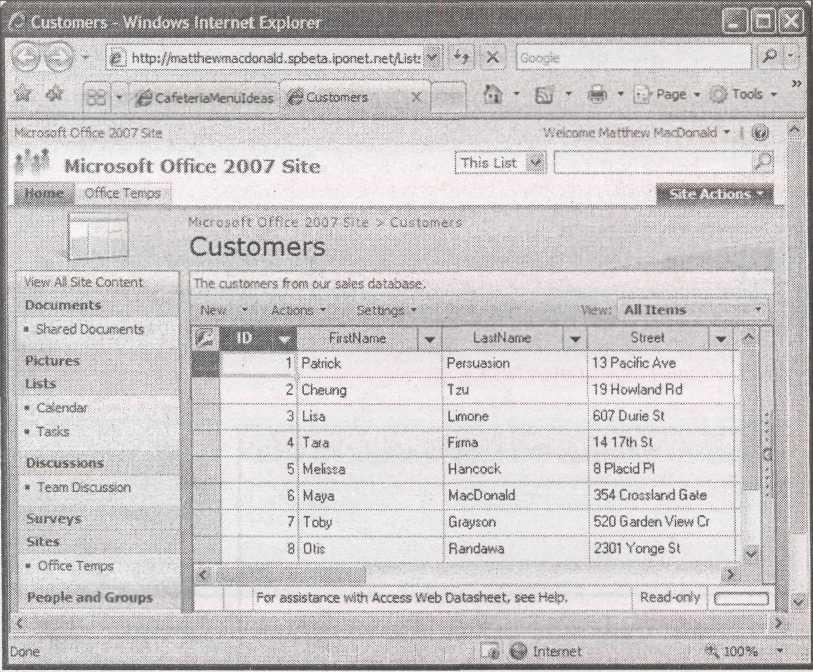 Customers - Windows Internet Explorer
http://matthewmacdonald.spbeta.iponet.net/Lists
Google
CafeteriaMenuIdeas
Customers
Page
Tools
Microsoft Office 2007 Site
Welcome Matthew MacDonald
Microsoft Office 2007 Site
This List
Home
Office Temps
Site Actions
Microsoft Office 2007 Site > Customers
Customers
View All Site Content
Documents
Shared Documents
Pictures
Lists
Calendar
Tasks
Discussions
Team Discussion
Surveys
Sites
Office Temps
People and Groups
The customers from our sales database.
New Actions Settings View: All Items
ID FirstName LastName Street
1 Patrick Persuasion 13 Pacific Ave
2 Cheung Tzu 19 Howland Rd
3 Lisa Limone 607 Durie St
4 Tara Firma 14 17th St
5 Melissa Hancock 8 Placid Pl
6 Maya MacDonald 354 Crossland Gate
7 Toby Grayson 520 Garden View Cr
8 Otis Randawa 2301 Yonge St
For assistance with Access Web Datasheet, see Help. Read-only
Done Internet 100%